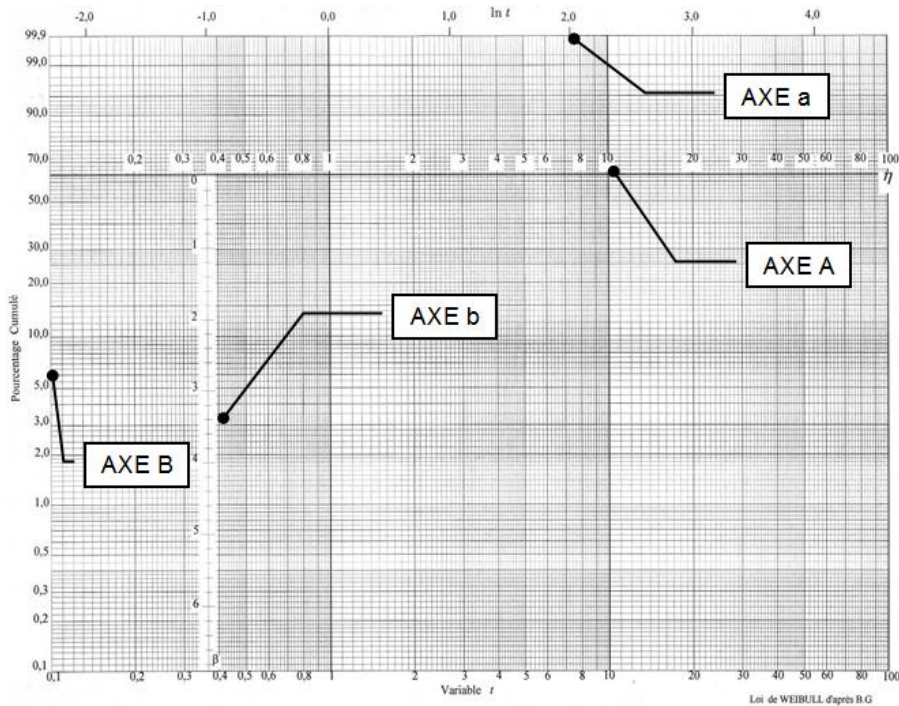 -2,0 -1,0 0,0 1,0 ln t 2,0 3,0 4,0
99,9
99,0
AXE a
90,0
70,0 0,2 0,3 0,4 0,5 0,6 0,8 1 2 3 4 5 6 8 10 20 30 40 50 60 80 100
0 η
50,0
1
30,0 AXE A
20,0
2 AXE b
10,0
Pourcentage Cumulé
5,0 3
3,0
2,0 AXE B 4
1,0
5
0,5
0,3 6
0,2
β
0,1
0,1 0,2 0,3 0,4 0,5 0,6 0,8 1 2 3 4 5 6 8 10 20 30 40 50 60 80 100
Variable t
Loi de WEIBULL d'après B.G